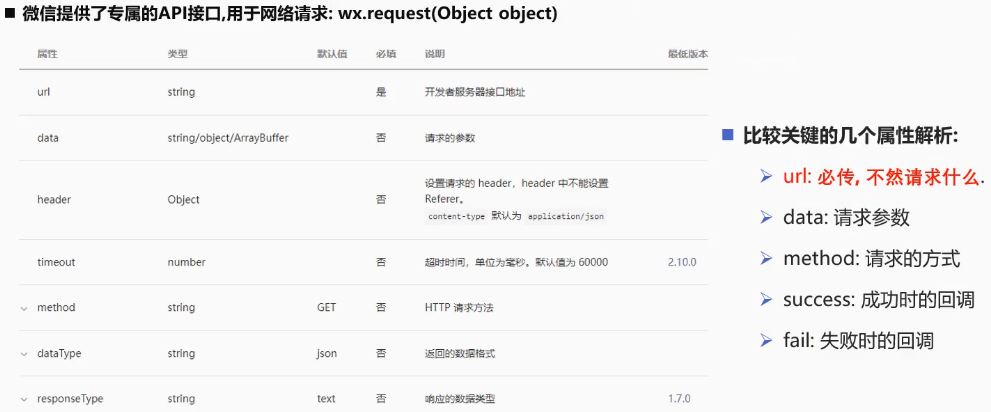 微信提供了专属的API接口,用于网络请求: wx.request(Object object)
属性 类型 默认值 必填 说明 最低版本
url string 是 开发者服务器接口地址
data string/object/ArrayBuffer 否 请求的参数
header Object 否 设置请求的 header，header 中不能设置
Referer。
content-type 默认为 application/json
timeout number 否 超时时间，单位为毫秒。默认值为 60000 2.10.0
method string GET 否 HTTP 请求方法
dataType string json 否 返回的数据格式
responseType string text 否 响应的数据类型 1.7.0
比较关键的几个属性解析:
url: 必传, 不然请求什么.
data: 请求参数
method: 请求的方式
success: 成功时的回调
fail: 失败时的回调